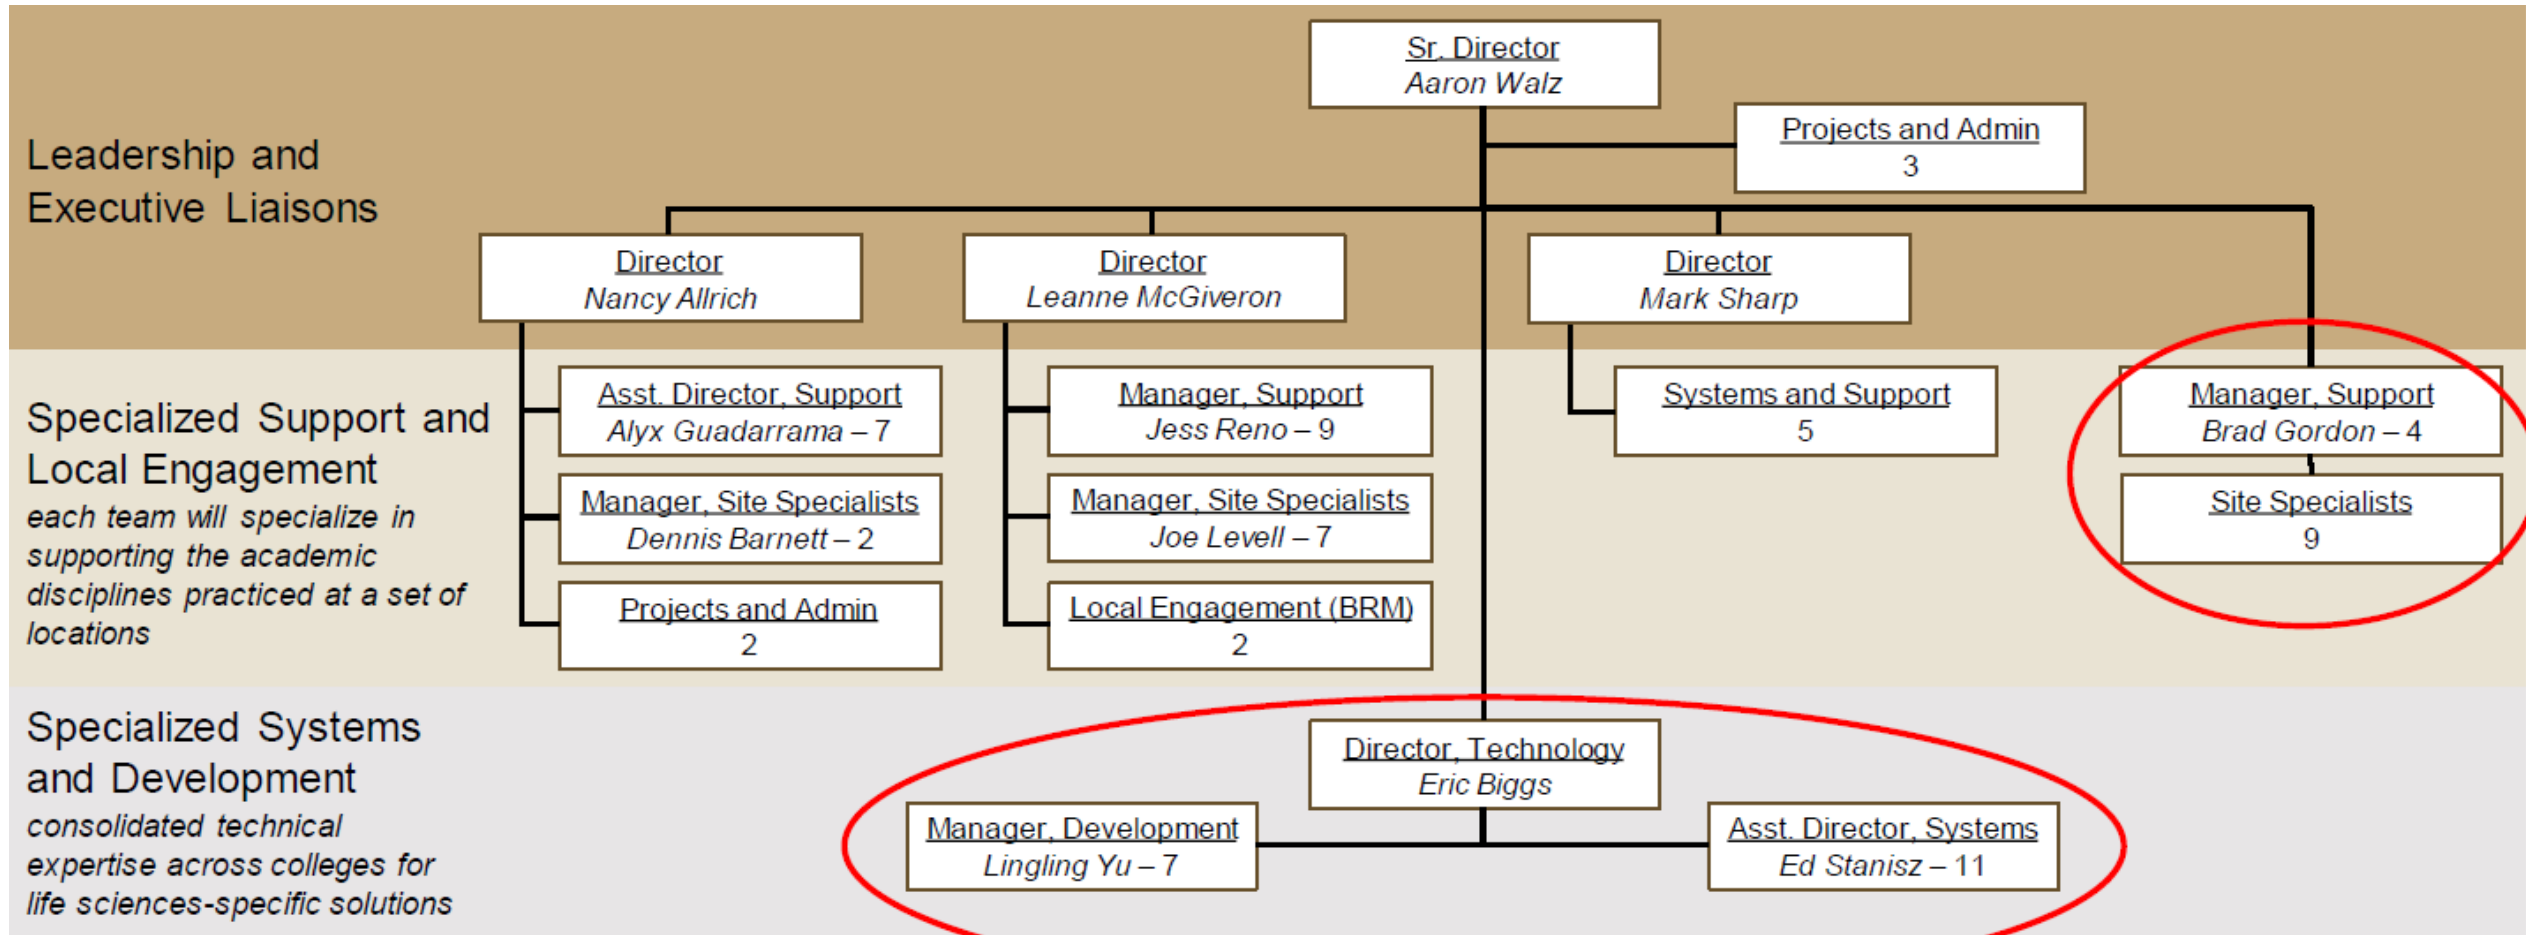 Sr. Director
Aaron Walz
Projects and Admin
3
Leadership and
Executive Liaisons
Director
Nancy Allrich
Director
Leanne McGiveron
Director
Mark Sharp
Specialized Support and
Local Engagement
each team will specialize in
supporting the academic
disciplines practiced at a set of
locations
Asst. Director, Support
Alyx Guadarrama – 7
Manager, Site Specialists
Dennis Barnett – 2
Projects and Admin
2
Manager, Support
Jess Reno – 9
Manager, Site Specialists
Joe Levell – 7
Local Engagement (BRM)
2
Systems and Support
5
Manager, Support
Brad Gordon – 4
Site Specialists
9
Specialized Systems
and Development
consolidated technical
expertise across colleges for
life sciences-specific solutions
Director, Technology
Eric Biggs
Manager, Development
Lingling Yu – 7
Asst. Director, Systems
Ed Stanisz – 11